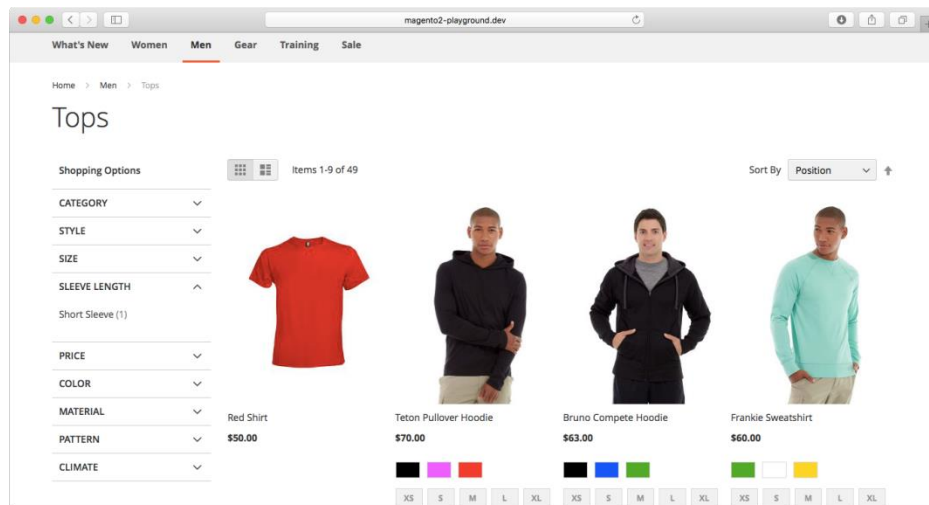 magento2-playground.dev
What's New Women Men Gear Training Sale
Home > Men > Tops
Tops
Shopping Options
Items 1-9 of 49
Sort By Position
CATEGORY
STYLE
SIZE
SLEEVE LENGTH
Short Sleeve (1)
PRICE
COLOR
MATERIAL
PATTERN
CLIMATE
Red Shirt
$50.00
Teton Pullover Hoodie
$70.00
XS S M L XL
Bruno Compete Hoodie
$63.00
XS S M L XL
Frankie Sweatshirt
$60.00
XS S M L XL